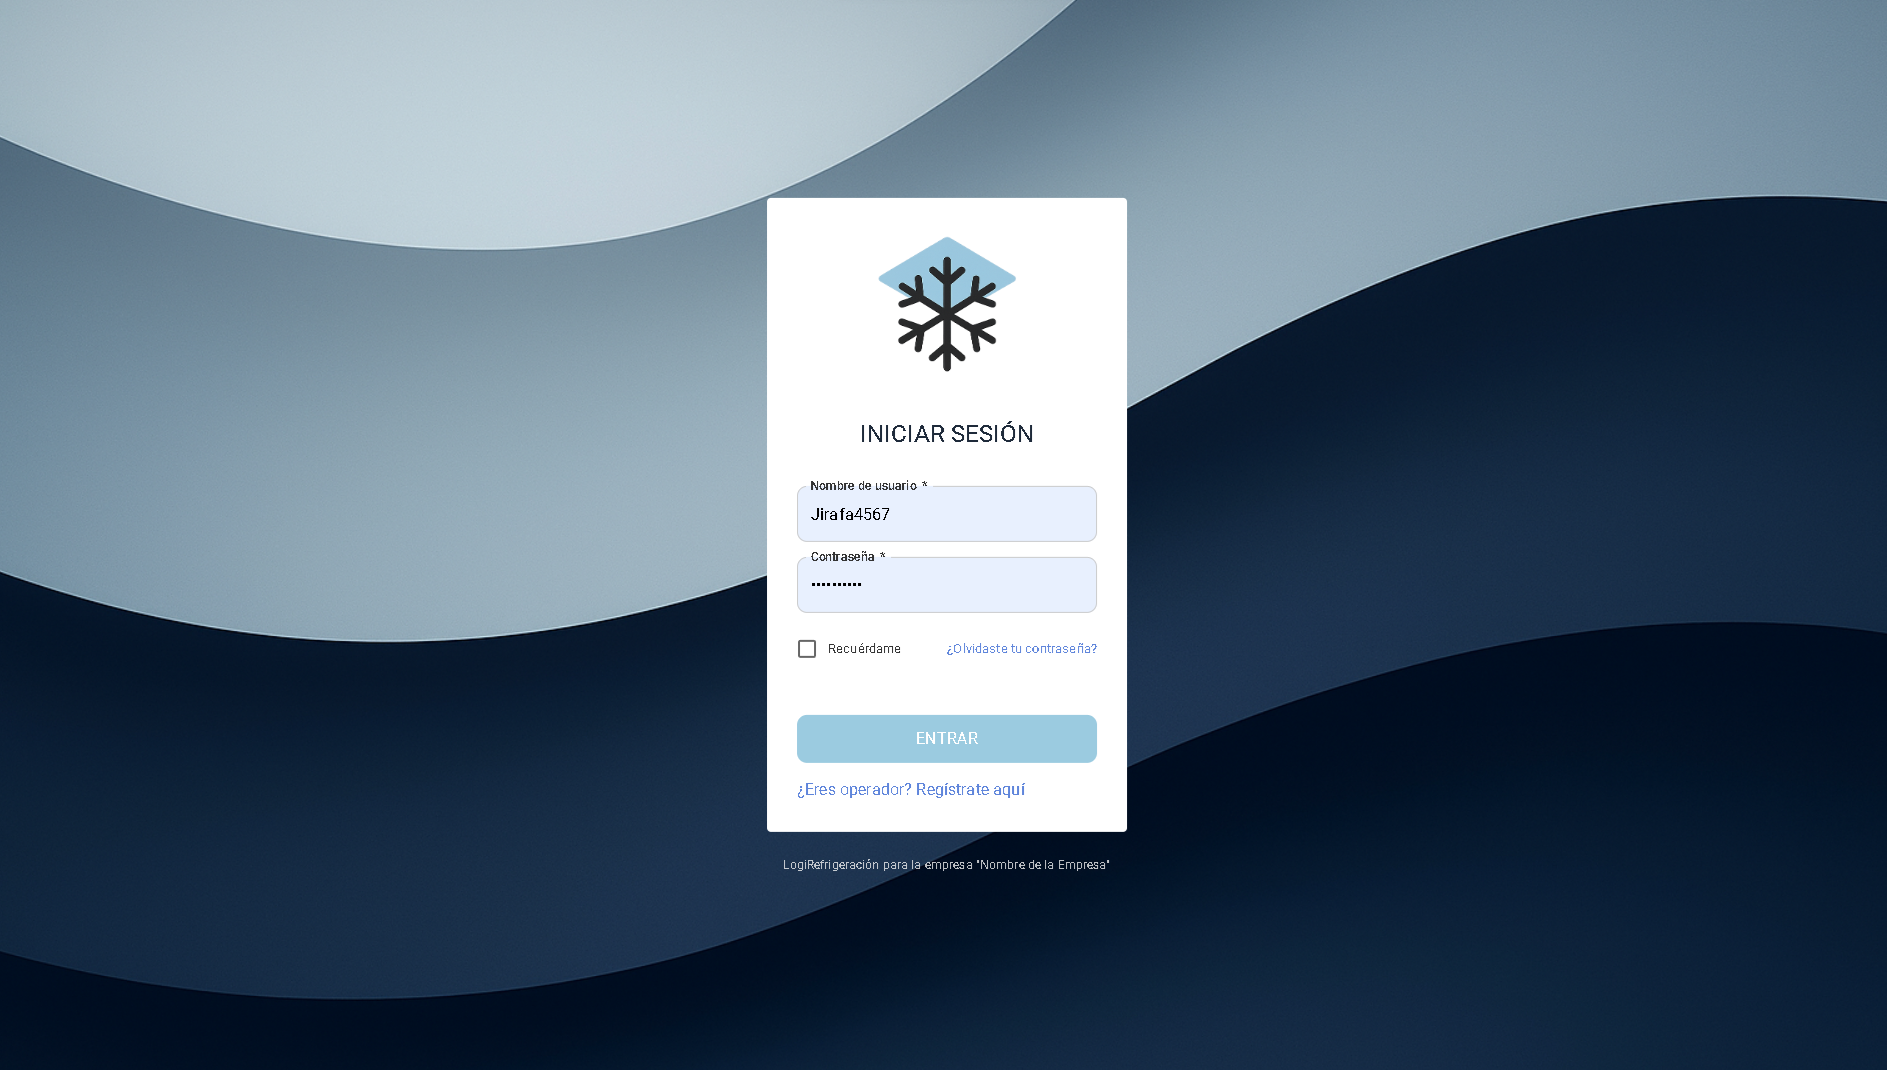 INICIAR SESIÓN
Nombre de usuario *
Jirafa4567
Contraseña *
••••••••••
Recuérdame ¿Olvidaste tu contraseña?
ENTRAR
¿Eres operador? Regístrate aquí
LogiRefrigeración para la empresa "Nombre de la Empresa"